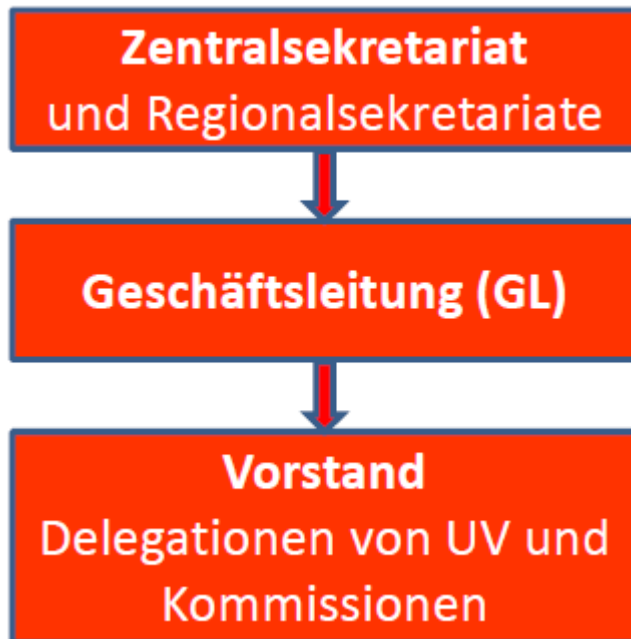 Zentralsekretariat
und Regionalsekretariate
Geschäftsleitung (GL)
Vorstand
Delegationen von UV und
Kommissionen